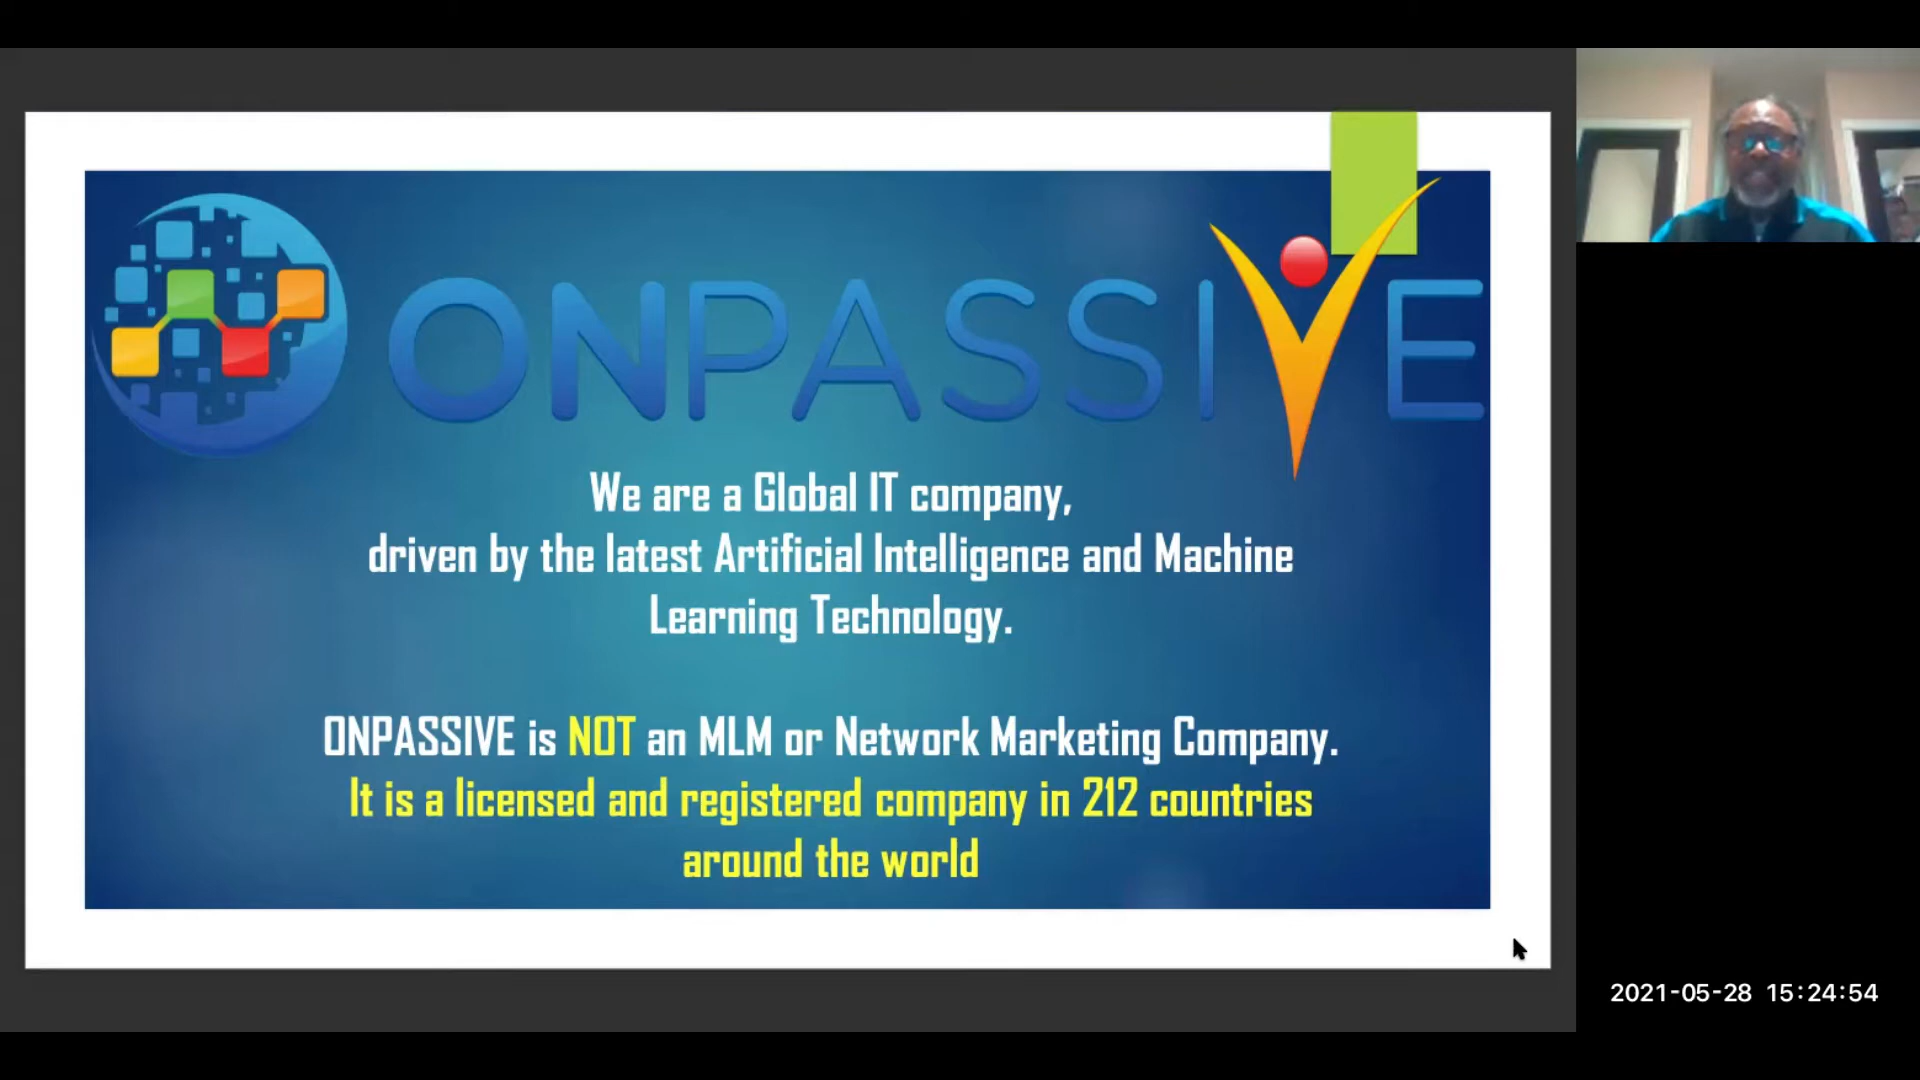 ONPASSIVE
We are a Global IT company,
driven by the latest Artificial Intelligence and Machine
Learning Technology.
ONPASSIVE is NOT an MLM or Network Marketing Company.
It is a licensed and registered company in 212 countries
around the world
2021-05-28 15:24:54